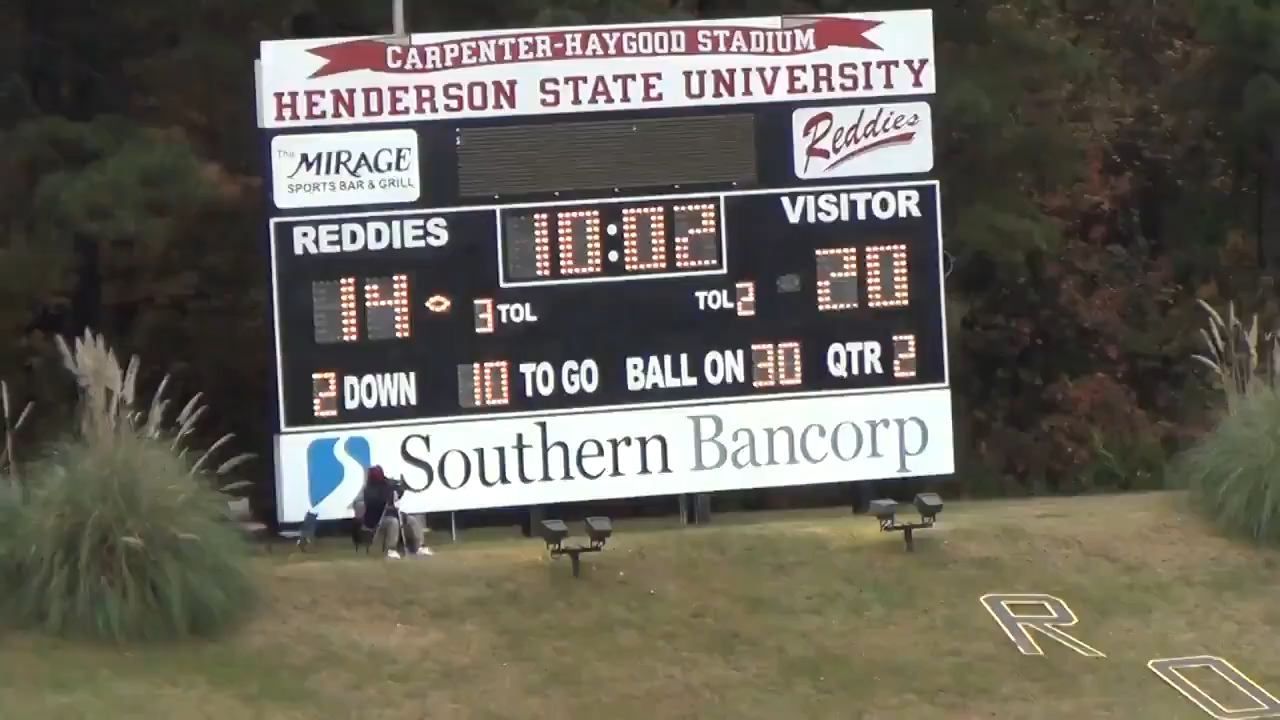 CARPENTER-HAYGOOD STADIUM
HENDERSON STATE UNIVERSITY
The MIRAGE
SPORTS BAR & GRILL
Reddies
REDDIES
10:02
VISITOR
14
3 TOL
TOL 2
20
2 DOWN
10 TO GO
BALL ON 30
QTR 2
Southern Bancorp
R
O